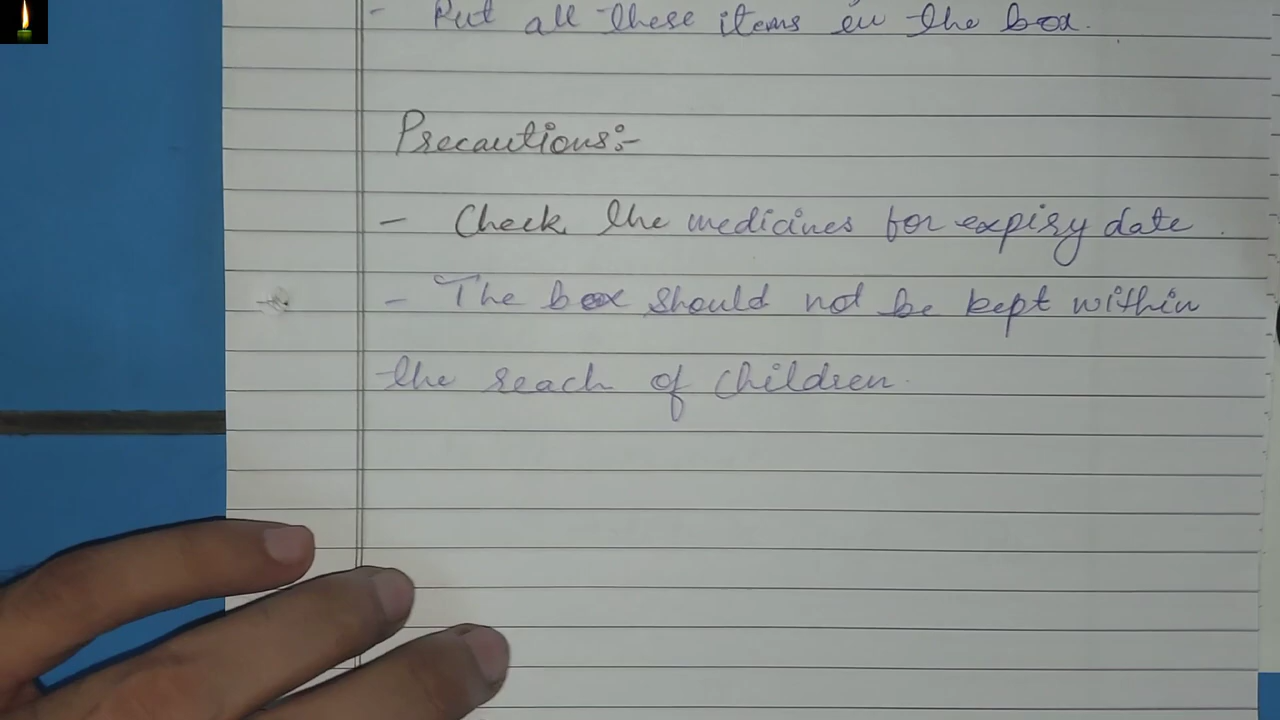 - Put all these items in the box.
Precautions:-
- Check the medicines for expiry date.
- The box should not be kept within
the reach of children.